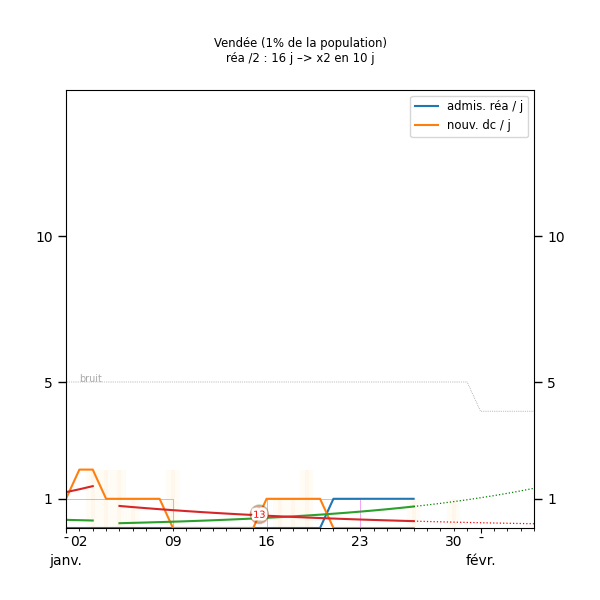 Vendée (1% de la population)
réa /2 : 16 j –> x2 en 10 j
admis. réa / j
nouv. dc / j
10 10
5 5
bruit
1 1
13
02 09 16 23 30 -
janv. févr.